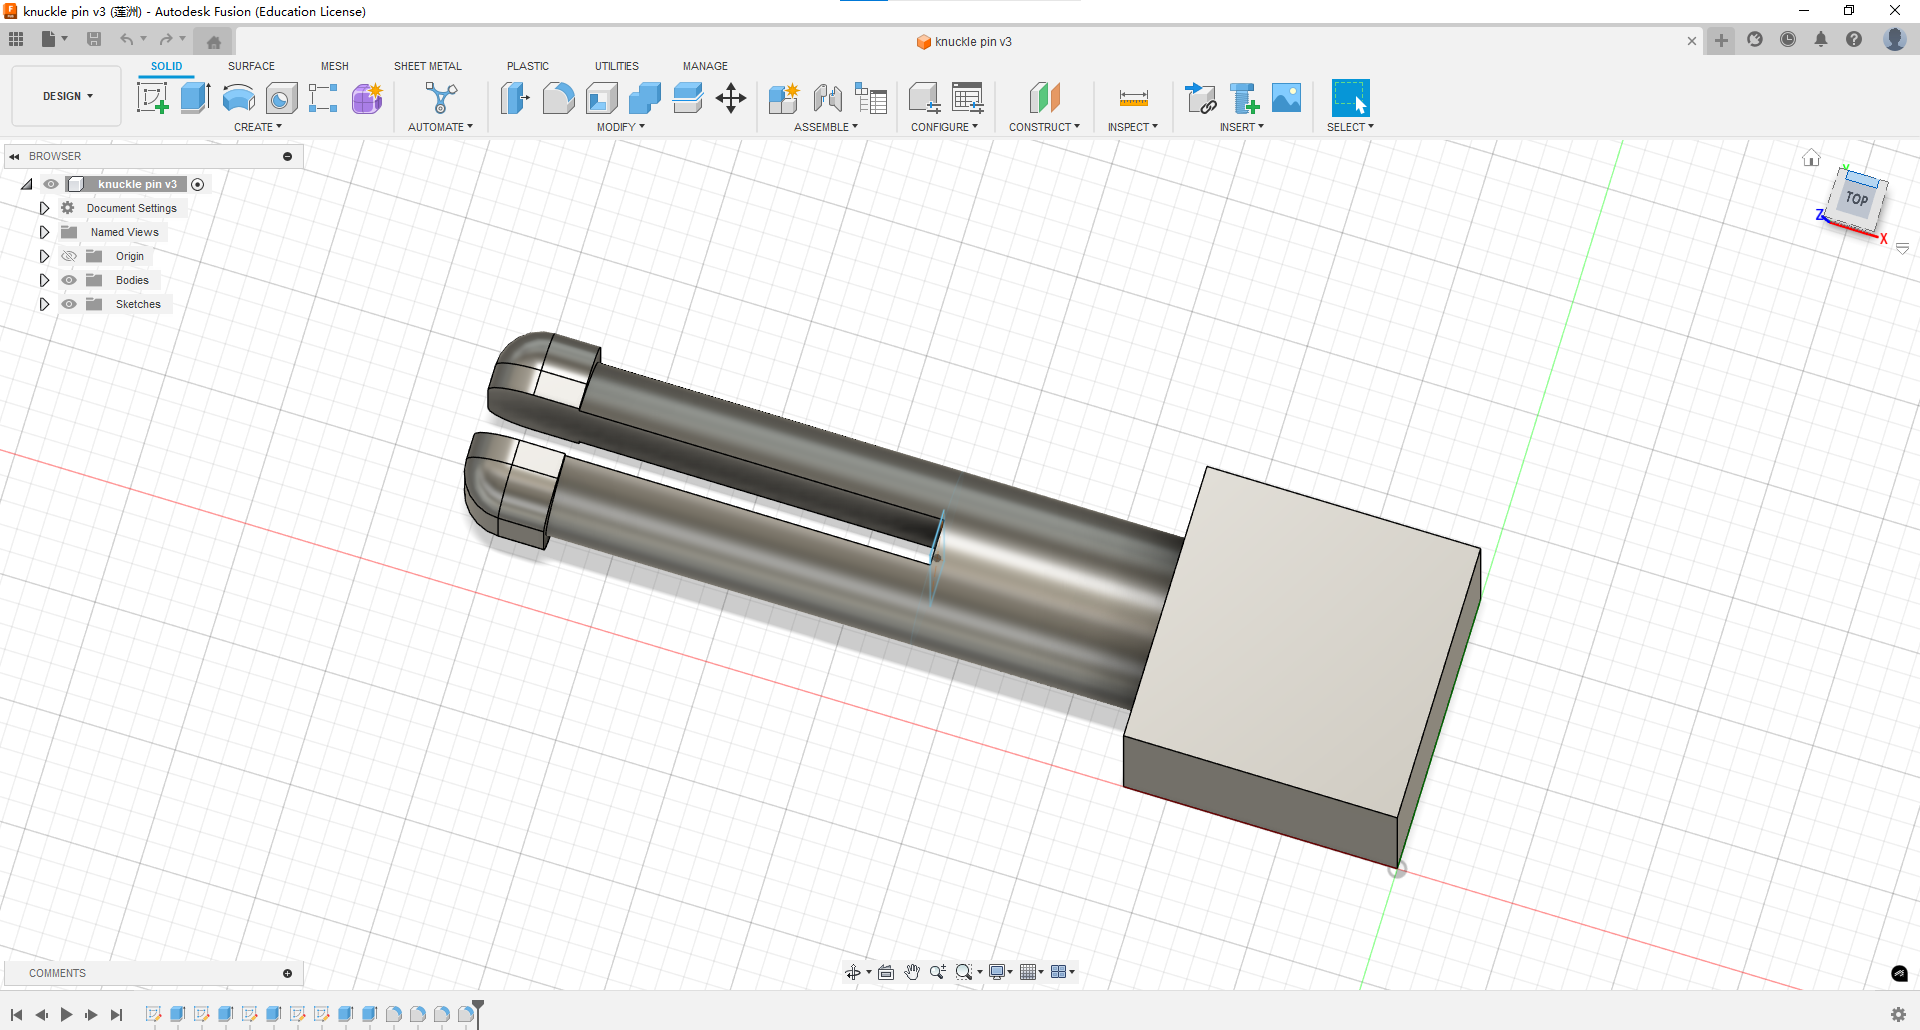 knuckle pin v3 (莲洲) - Autodesk Fusion (Education License)
knuckle pin v3
SOLID SURFACE MESH SHEET METAL PLASTIC UTILITIES MANAGE
DESIGN
CREATE AUTOMATE MODIFY ASSEMBLE CONFIGURE CONSTRUCT INSPECT INSERT SELECT
BROWSER
knuckle pin v3
Document Settings
Named Views
Origin
Bodies
Sketches
Y
TOP
Z
X
COMMENTS